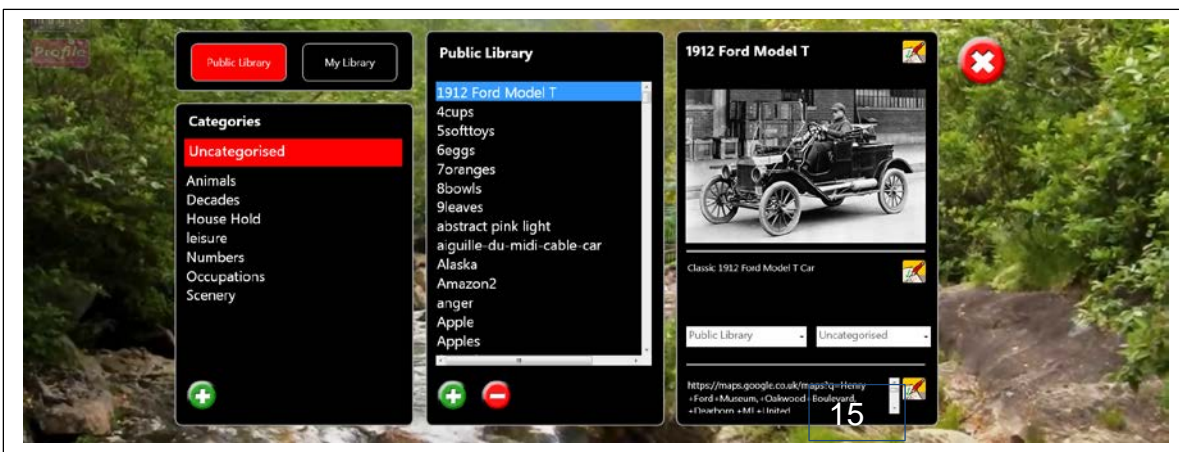 Profile
Public Library
My Library
Categories
Uncategorised
Animals
Decades
House Hold
leisure
Numbers
Occupations
Scenery
Public Library
1912 Ford Model T
4cups
5softtoys
6eggs
7oranges
8bowls
9leaves
abstract pink light
aiguille-du-midi-cable-car
Alaska
Amazon2
anger
Apple
Apples
1912 Ford Model T
Classic 1912 Ford Model T Car
Public Library
Uncategorised
https://maps.google.co.uk/maps?q=Henry
+Ford+Museum,+Oakwood+Boulevard,
+Dearborn,+MI,+United
15